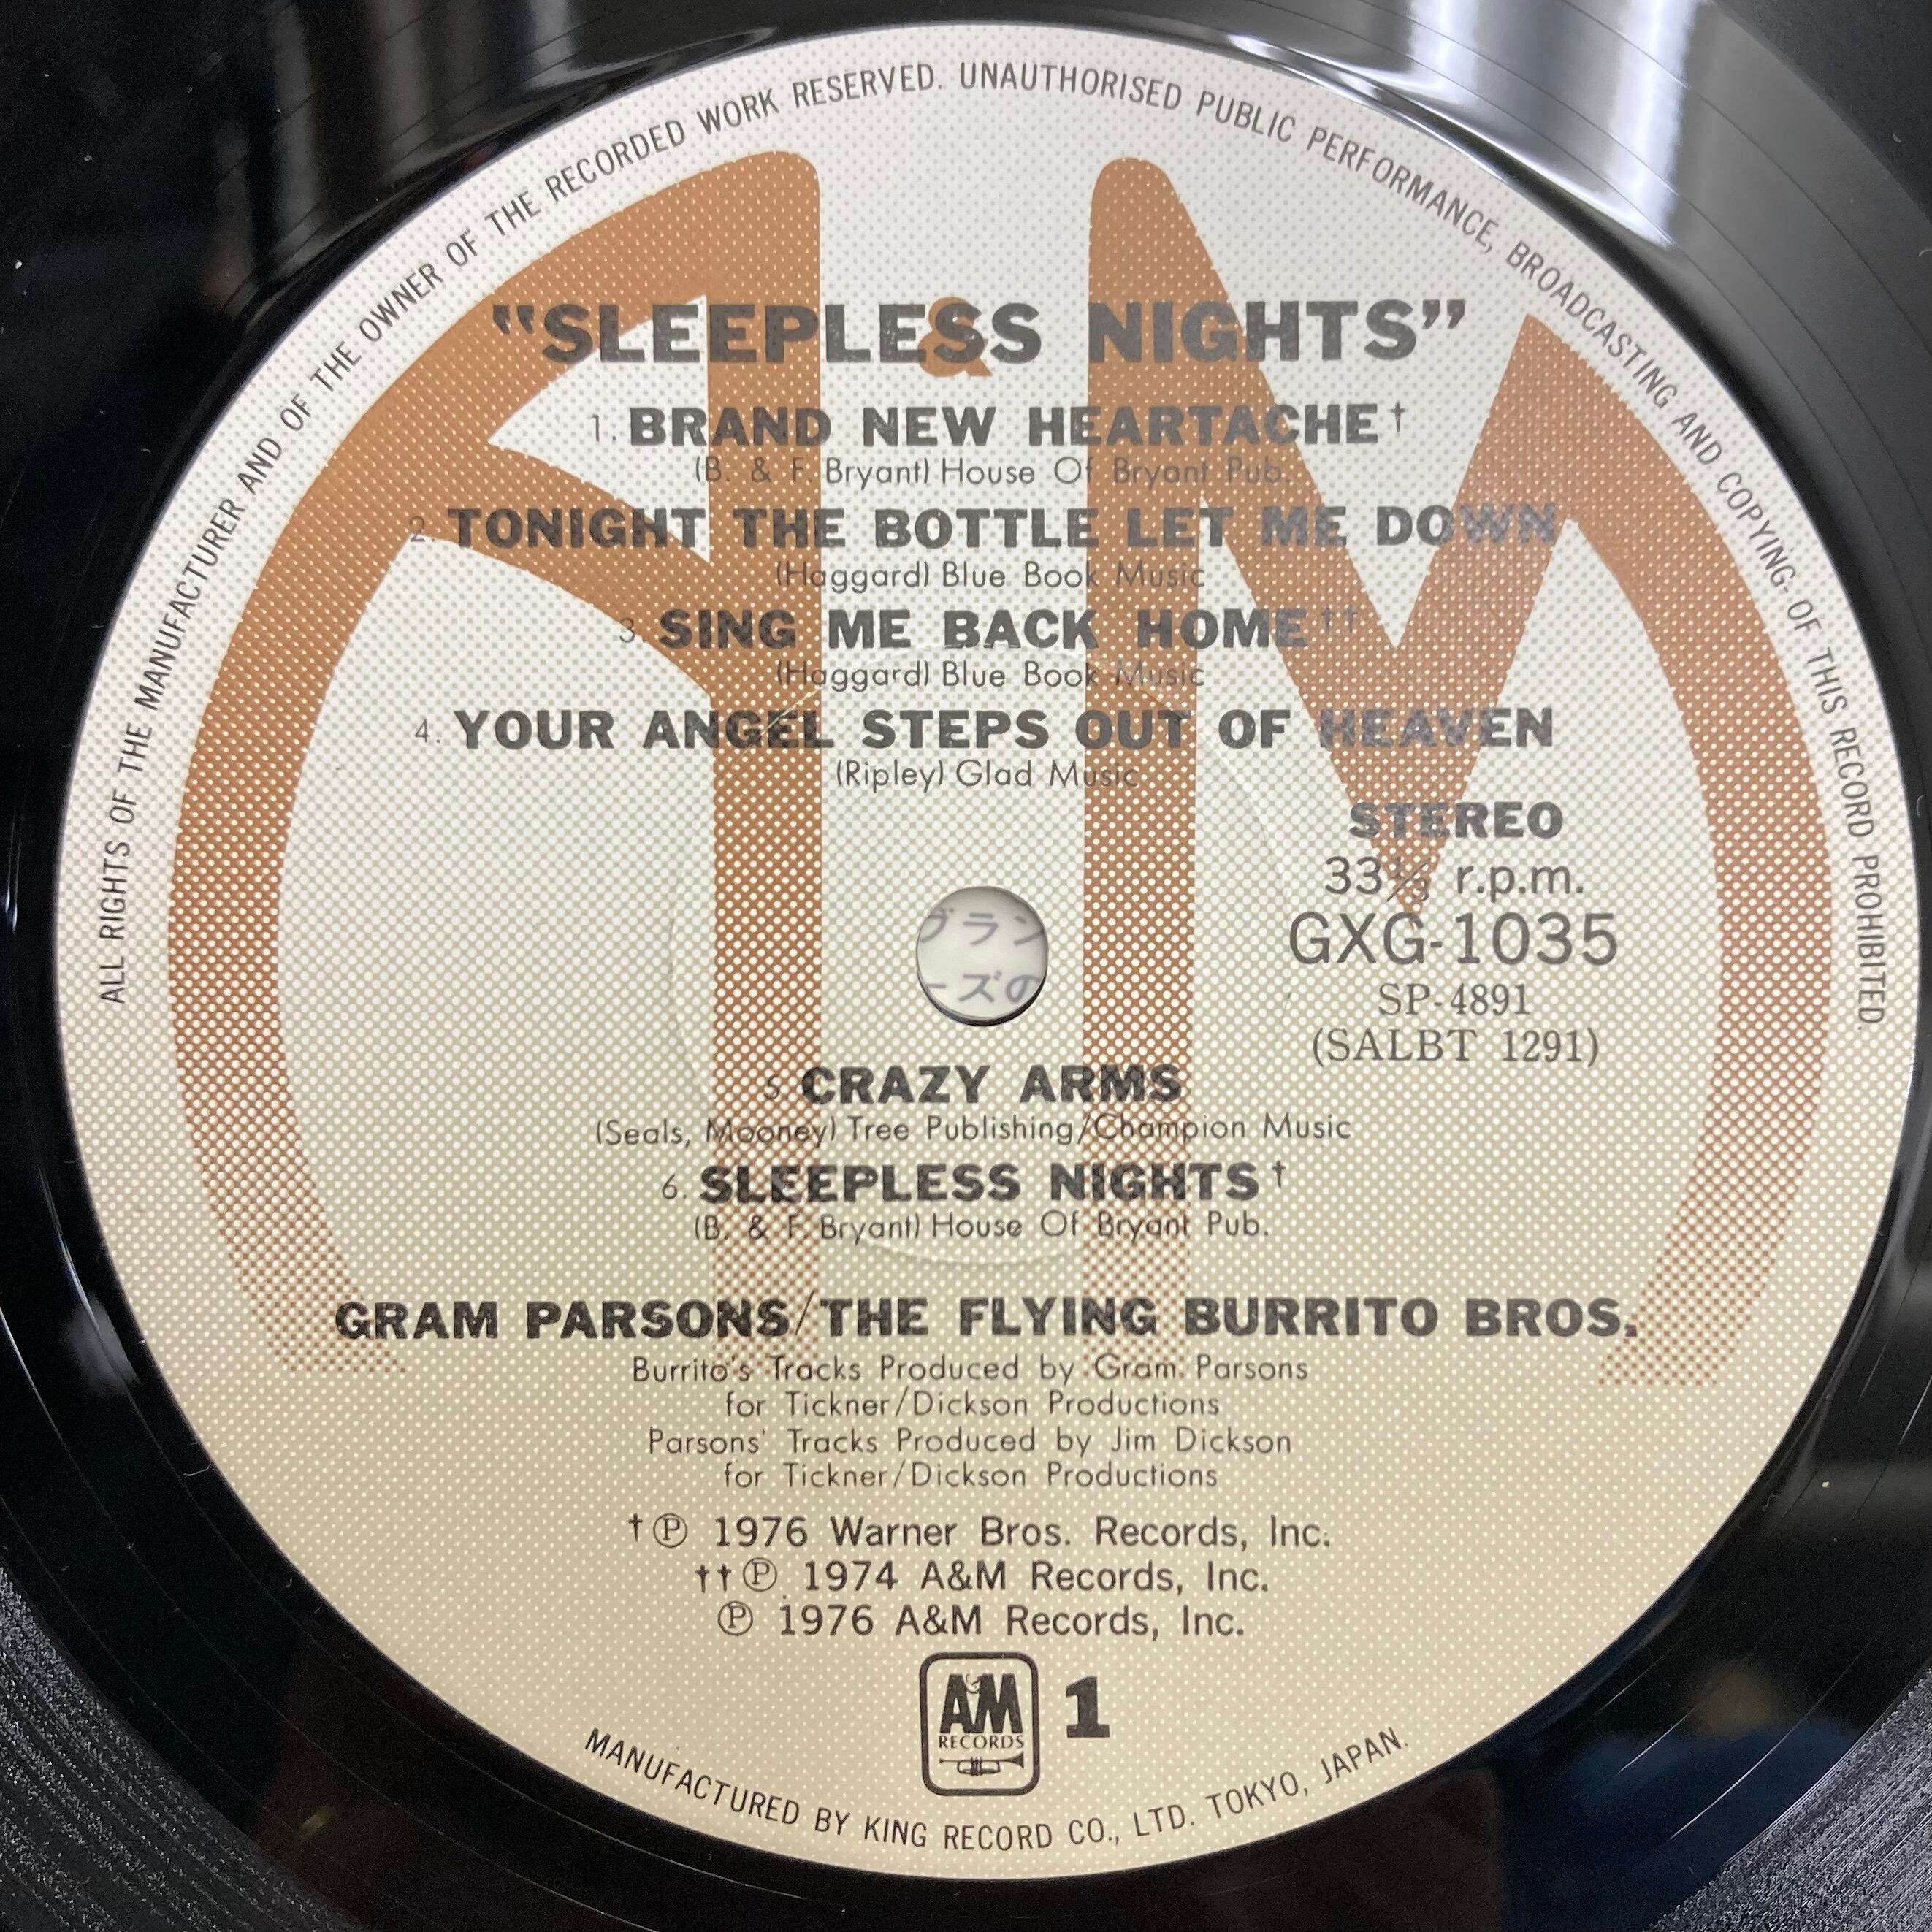 ALL RIGHTS OF THE MANUFACTURER AND OF THE OWNER OF THE RECORDED WORK RESERVED. UNAUTHORISED PUBLIC PERFORMANCE, BROADCASTING AND COPYING OF THIS RECORD PROHIBITED.
&
"SLEEPLESS NIGHTS"
1. BRAND NEW HEARTACHE†
(B. & F. Bryant) House Of Bryant Pub.
2. TONIGHT THE BOTTLE LET ME DOWN
(Haggard) Blue Book Music
3. SING ME BACK HOME††
(Haggard) Blue Book Music
4. YOUR ANGEL STEPS OUT OF HEAVEN
(Ripley) Glad Music
STEREO
33⅓ r.p.m.
GXG-1035
SP-4891
(SALBT 1291)
グラン
ーズの
5. CRAZY ARMS
(Seals, Mooney) Tree Publishing/Champion Music
6. SLEEPLESS NIGHTS†
(B. & F. Bryant) House Of Bryant Pub.
GRAM PARSONS/THE FLYING BURRITO BROS.
Burrito's Tracks Produced by Gram Parsons
for Tickner/Dickson Productions
Parsons' Tracks Produced by Jim Dickson
for Tickner/Dickson Productions
†Ⓟ 1976 Warner Bros. Records, Inc.
††Ⓟ 1974 A&M Records, Inc.
Ⓟ 1976 A&M Records, Inc.
A&M RECORDS 1
MANUFACTURED BY KING RECORD CO., LTD. TOKYO, JAPAN.